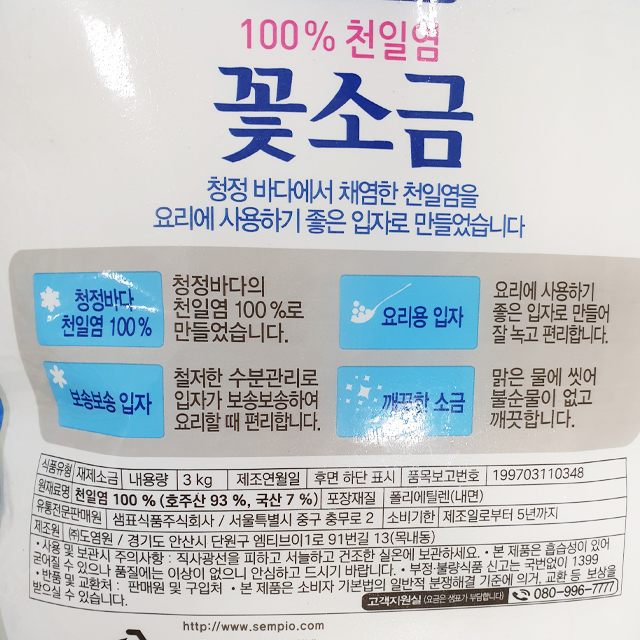 100% 천일염
꽃소금
청정 바다에서 채염한 천일염을
요리에 사용하기 좋은 입자로 만들었습니다
청정바다
천일염 100%
청정바다의
천일염 100%로
만들었습니다.
요리용 입자
요리에 사용하기
좋은 입자로 만들어
잘 녹고 편리합니다.
보송보송 입자
철저한 수분관리로
입자가 보송보송하여
요리할 때 편리합니다.
깨끗한 소금
맑은 물에 씻어
불순물이 없고
깨끗합니다.
식품유형 재제소금 내용량 3 kg 제조연월일 후면 하단 표시 품목보고번호 199703110348
원재료명 천일염 100 % (호주산 93 %, 국산 7 %) 포장재질 폴리에틸렌(내면)
유통전문판매원 샘표식품주식회사 / 서울특별시 중구 충무로 2 소비기한 제조일로부터 5년까지
제조원 ㈜도염원 / 경기도 안산시 단원구 엠티브이1로 91번길 13(목내동)
• 사용 및 보관시 주의사항 : 직사광선을 피하고 서늘하고 건조한 실온에 보관하세요. • 본 제품은 흡습성이 있어
굳어질 수 있으나 품질에는 이상이 없으니 안심하고 드시기 바랍니다. • 부정·불량식품 신고는 국번없이 1399
• 반품 및 교환처 : 판매원 및 구입처 • 본 제품은 소비자 기본법의 일반적 분쟁해결 기준에 의거, 교환 등 보상을
받으실 수 있습니다.
고객지원실 (요금은 샘표가 부담합니다) 080-996-7777
http://www.sempio.com